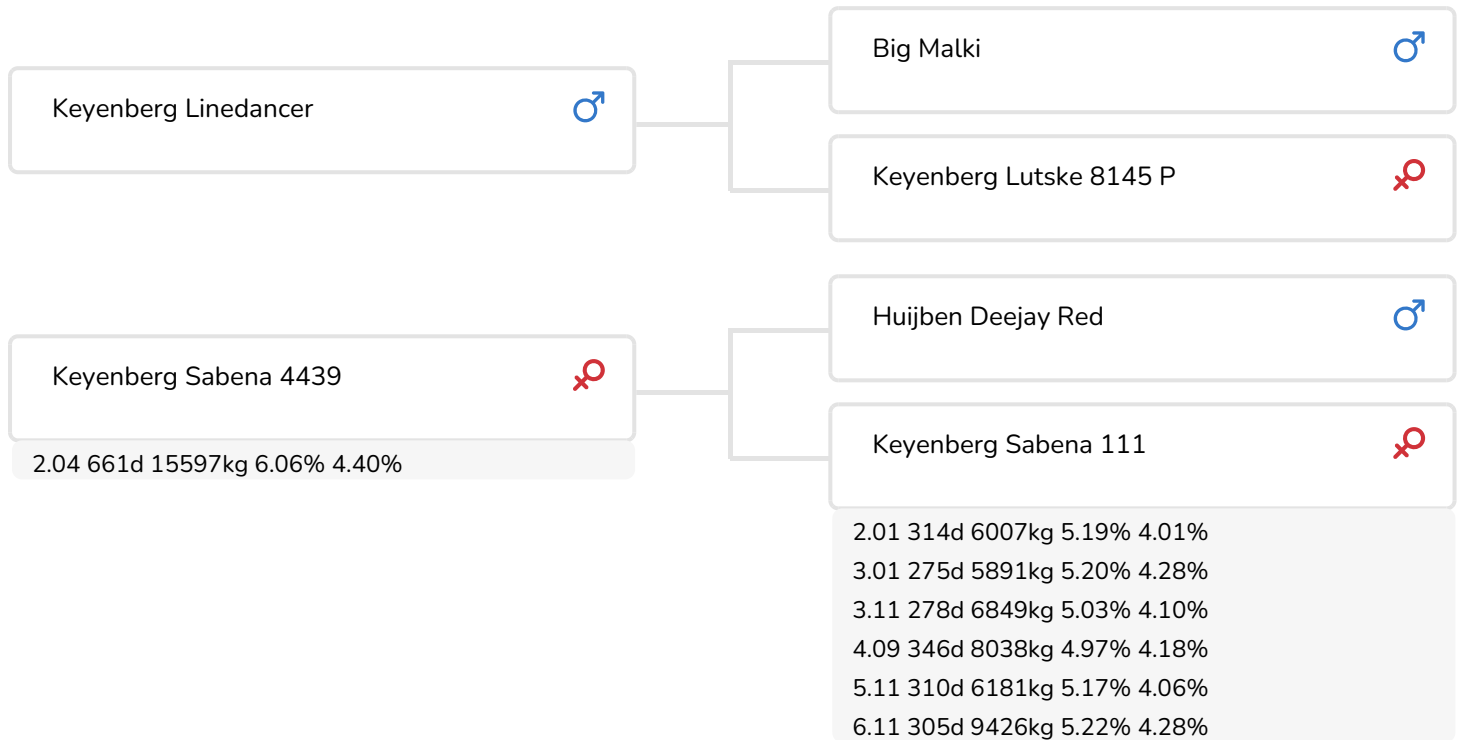 Big Malki
Keyenberg Linedancer
Keyenberg Lutske 8145 P
Huijben Deejay Red
Keyenberg Sabena 4439
2.04 661d 15597kg 6.06% 4.40%
Keyenberg Sabena 111
2.01 314d 6007kg 5.19% 4.01%
3.01 275d 5891kg 5.20% 4.28%
3.11 278d 6849kg 5.03% 4.10%
4.09 346d 8038kg 4.97% 4.18%
5.11 310d 6181kg 5.17% 4.06%
6.11 305d 9426kg 5.22% 4.28%